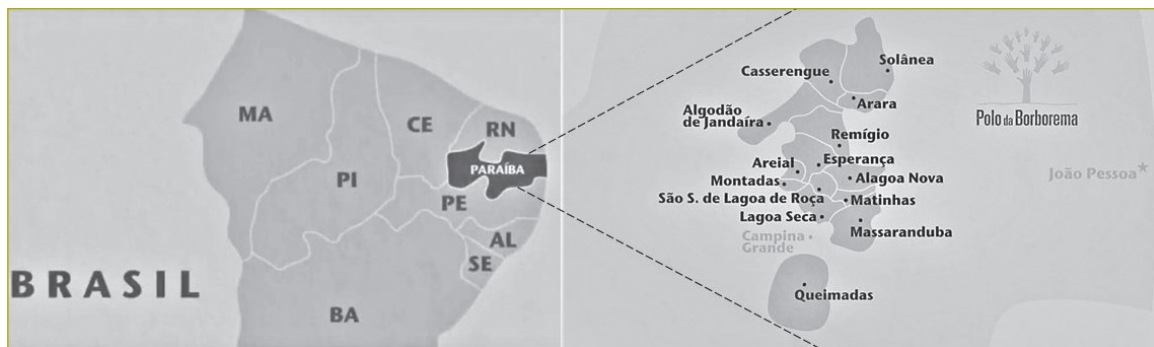 MA
CE
RN
PARAÍBA
PI
PE
AL
SE
BRASIL
BA
Solânea
Casserengue
Arara
Algodão
de Jandaíra
Remígio
Polo da Borborema
Areial
Esperança
Montadas
Alagoa Nova
João Pessoa
São S. de Lagoa de Roça
Matinhas
Lagoa Seca
Massaranduba
Campina
Grande
Queimadas